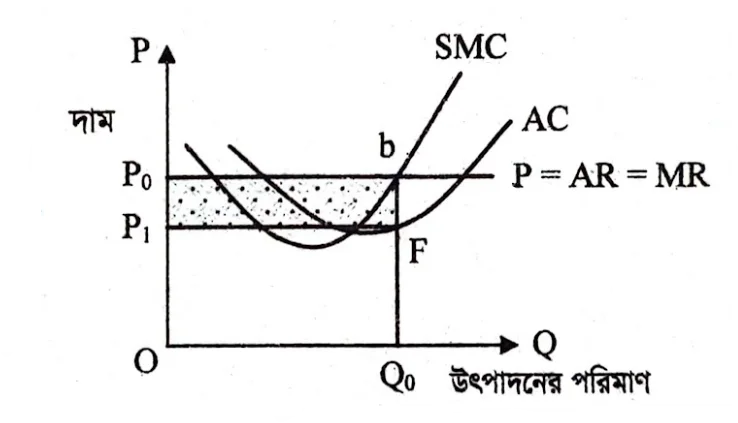 P
SMC
দাম
AC
b
P₀
P = AR = MR
P₁
F
O
Q
Q₀
উৎপাদনের পরিমাণ